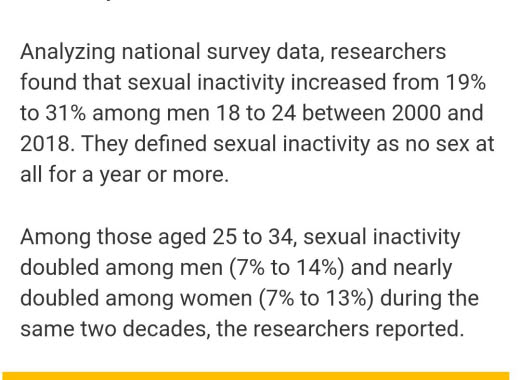 Analyzing national survey data, researchers
found that sexual inactivity increased from 19%
to 31% among men 18 to 24 between 2000 and
2018. They defined sexual inactivity as no sex at
all for a year or more.
Among those aged 25 to 34, sexual inactivity
doubled among men (7% to 14%) and nearly
doubled among women (7% to 13%) during the
same two decades, the researchers reported.